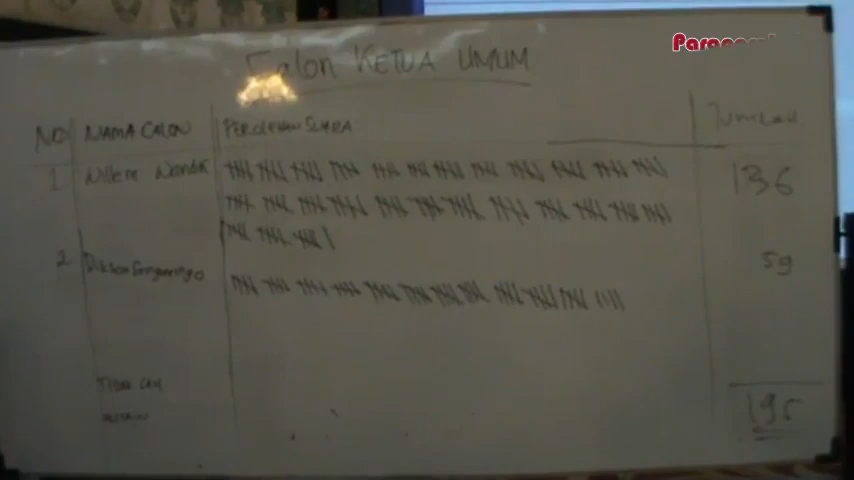 Calon KETUA UMUM
NO NAMA CALON PEROLEHAN SUARA JUMLAH
1 Willem Wandik 136
2 59
TIDAK SAH
195